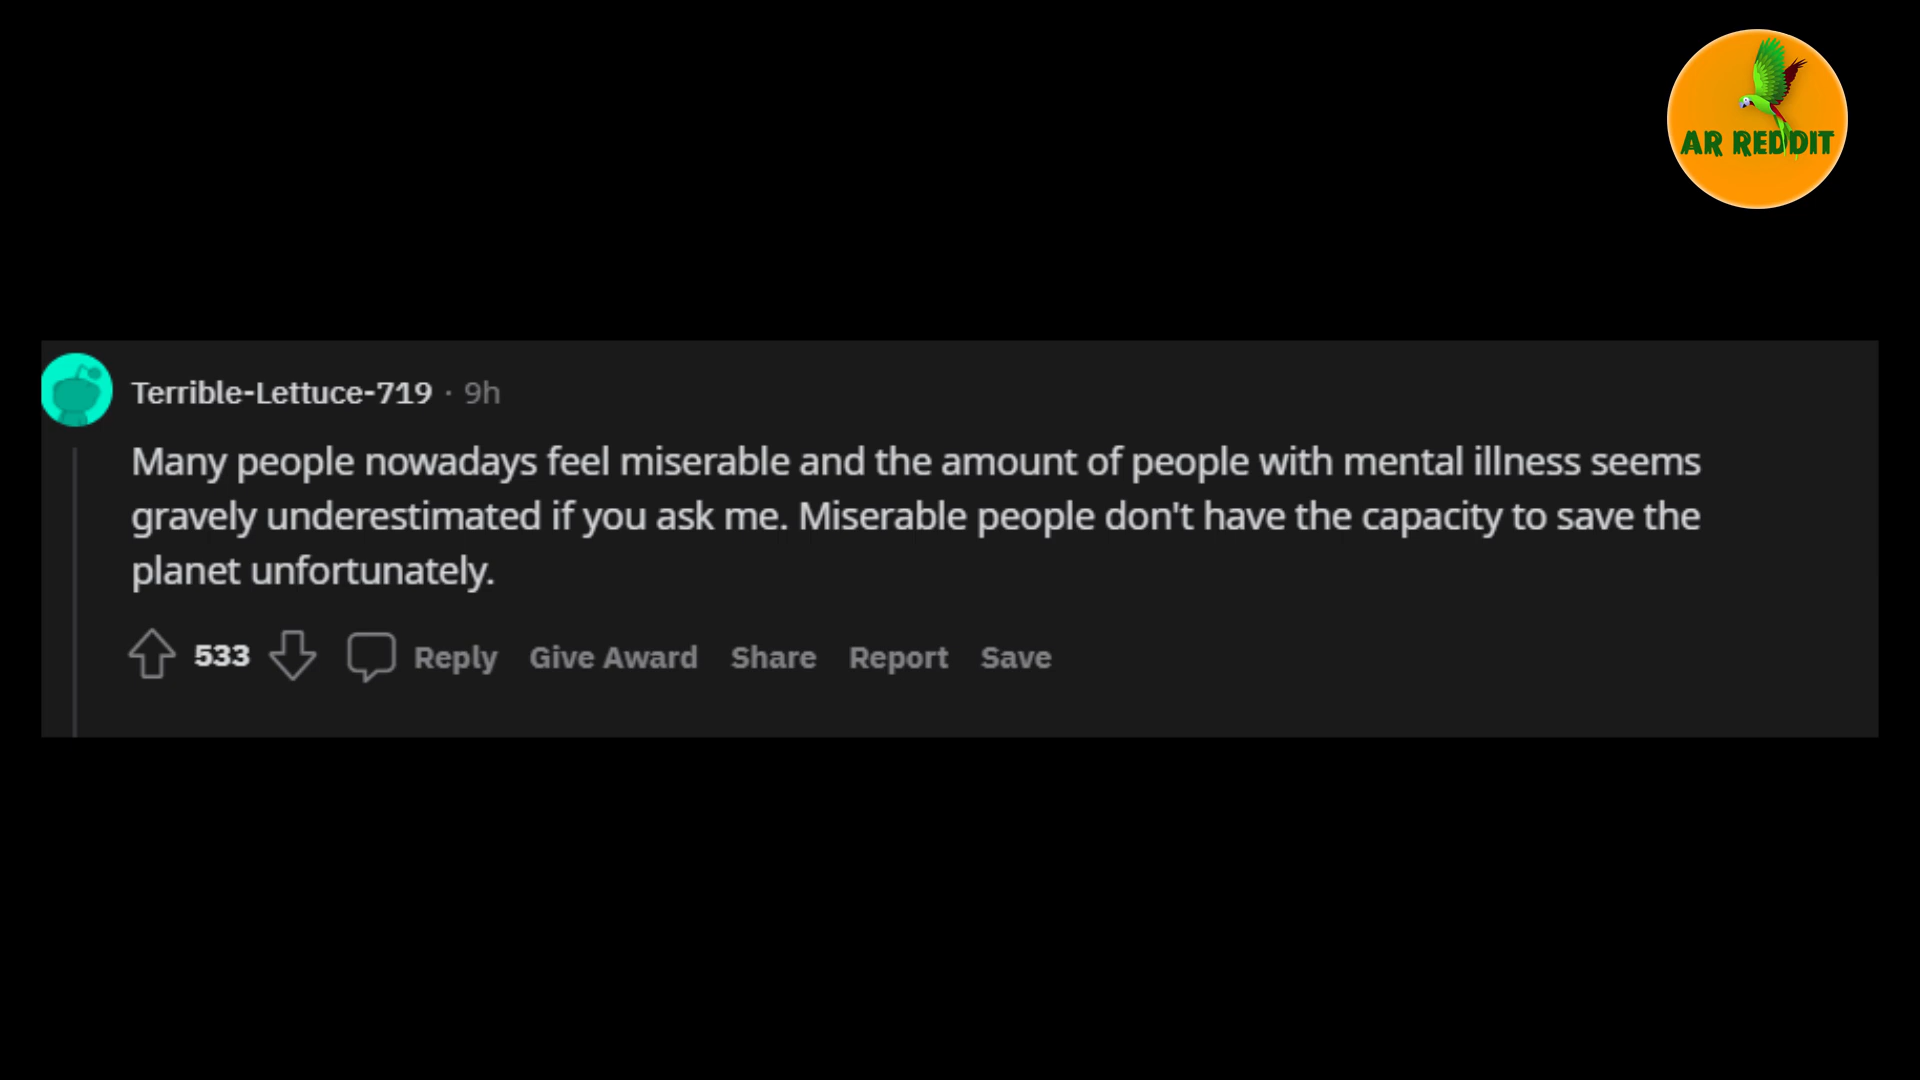 AR REDDIT
Terrible-Lettuce-719 · 9h
Many people nowadays feel miserable and the amount of people with mental illness seems
gravely underestimated if you ask me. Miserable people don't have the capacity to save the
planet unfortunately.
533 Reply Give Award Share Report Save